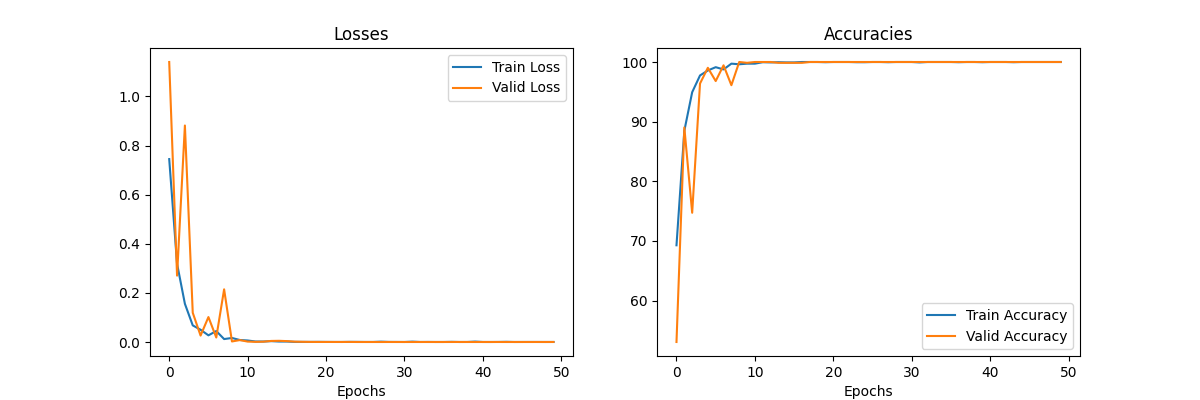 Losses
Train Loss
Valid Loss
1.0
0.8
0.6
0.4
0.2
0.0
0 10 20 30 40 50
Epochs
Accuracies
100
90
80
70
60
Train Accuracy
Valid Accuracy
0 10 20 30 40 50
Epochs